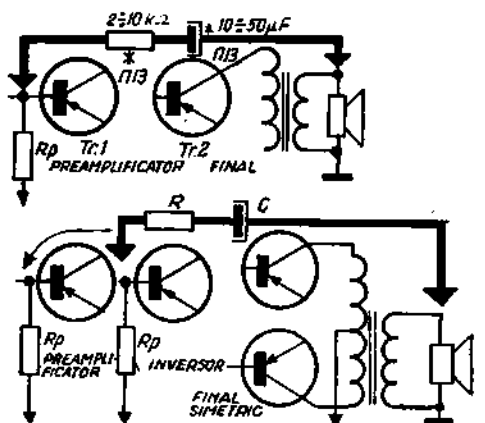 2÷10kΩ
± 10÷50µF
*
П13
П13
Rp
Tr.1
Tr.2
PREAMPLIFICATOR FINAL
R
C
Rp
PREAMPLI-
FICATOR
Rp
INVERSOR
FINAL
SIMETRIC